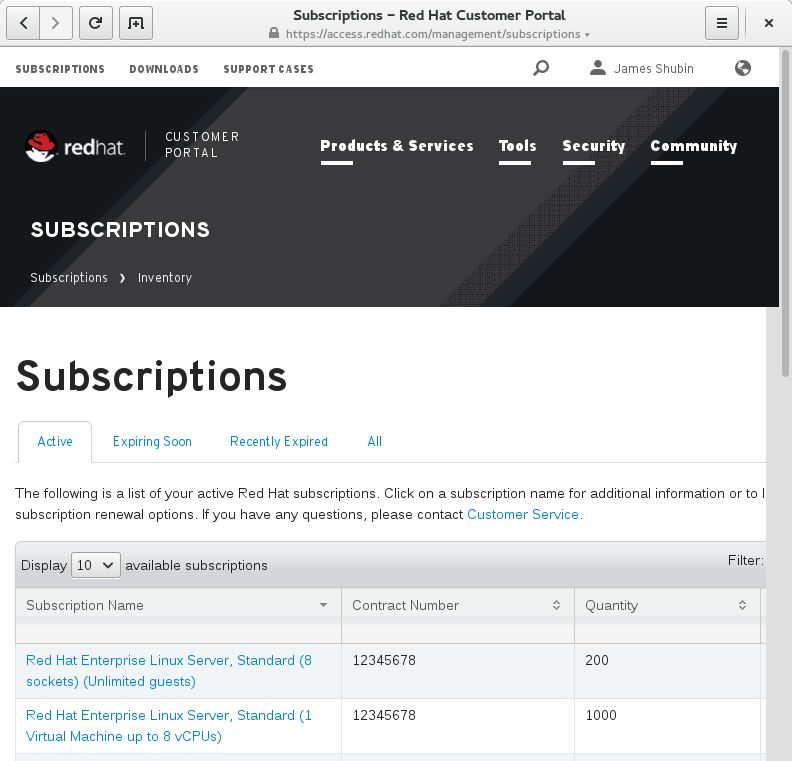 Subscriptions – Red Hat Customer Portal
https://access.redhat.com/management/subscriptions
SUBSCRIPTIONS DOWNLOADS SUPPORT CASES James Shubin
redhat. CUSTOMER PORTAL Products & Services Tools Security Community
SUBSCRIPTIONS
Subscriptions ❯ Inventory
Subscriptions
Active Expiring Soon Recently Expired All
The following is a list of your active Red Hat subscriptions. Click on a subscription name for additional information or to l
subscription renewal options. If you have any questions, please contact Customer Service.
Display 10 available subscriptions Filter:
Subscription Name Contract Number Quantity
Red Hat Enterprise Linux Server, Standard (8 12345678 200
sockets) (Unlimited guests)
Red Hat Enterprise Linux Server, Standard (1 12345678 1000
Virtual Machine up to 8 vCPUs)